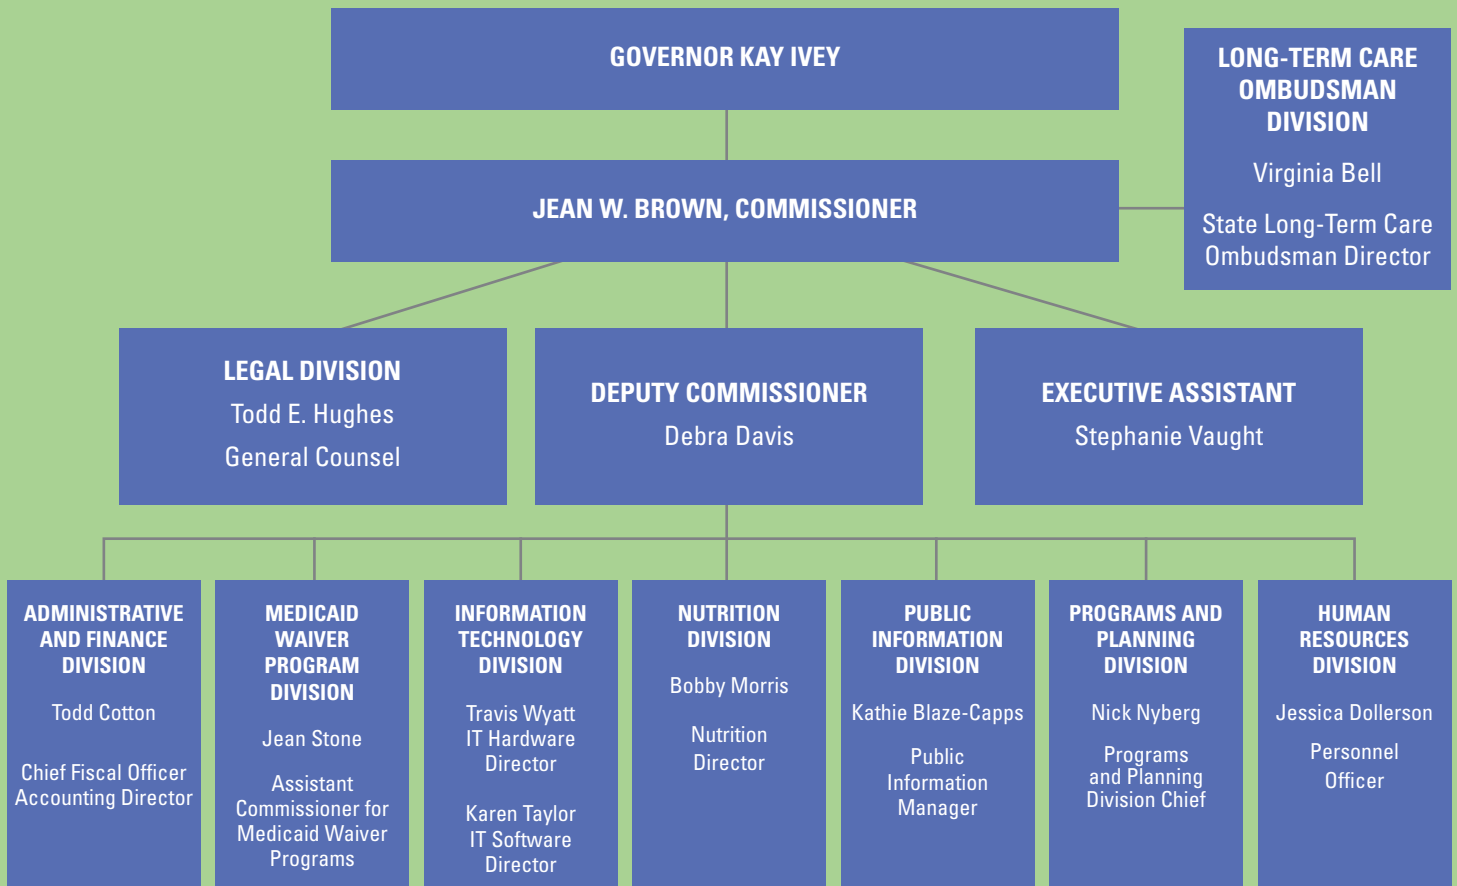 GOVERNOR KAY IVEY
LONG-TERM CARE
OMBUDSMAN
DIVISION
Virginia Bell
State Long-Term Care
Ombudsman Director
JEAN W. BROWN, COMMISSIONER
LEGAL DIVISION
Todd E. Hughes
General Counsel
DEPUTY COMMISSIONER
Debra Davis
EXECUTIVE ASSISTANT
Stephanie Vaught
ADMINISTRATIVE
AND FINANCE
DIVISION
Todd Cotton
Chief Fiscal Officer
Accounting Director
MEDICAID
WAIVER
PROGRAM
DIVISION
Jean Stone
Assistant
Commissioner for
Medicaid Waiver
Programs
INFORMATION
TECHNOLOGY
DIVISION
Travis Wyatt
IT Hardware
Director
Karen Taylor
IT Software
Director
NUTRITION
DIVISION
Bobby Morris
Nutrition
Director
PUBLIC
INFORMATION
DIVISION
Kathie Blaze-Capps
Public
Information
Manager
PROGRAMS AND
PLANNING
DIVISION
Nick Nyberg
Programs
and Planning
Division Chief
HUMAN
RESOURCES
DIVISION
Jessica Dollerson
Personnel
Officer